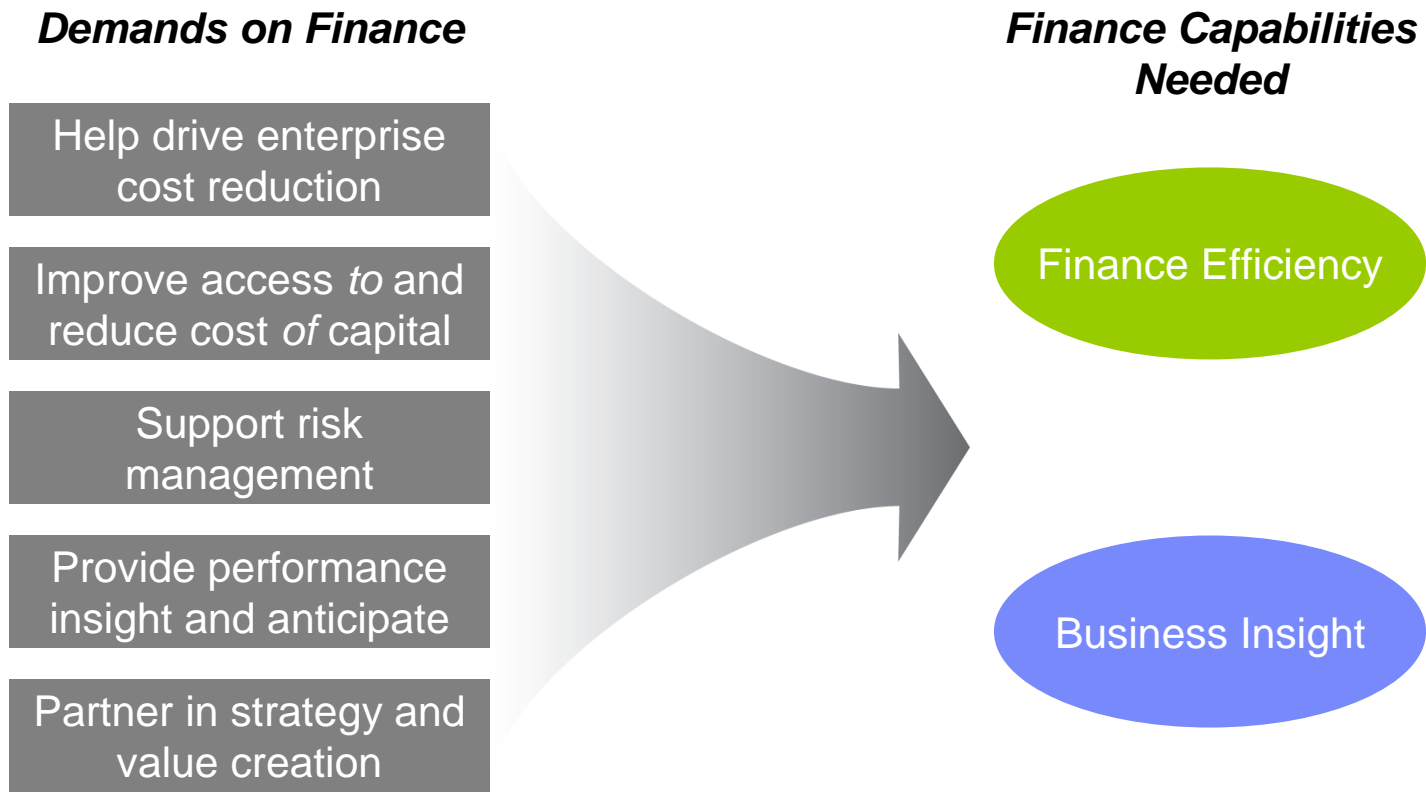 Demands on Finance
Help drive enterprise
cost reduction
Improve access to and
reduce cost of capital
Support risk
management
Provide performance
insight and anticipate
Partner in strategy and
value creation
Finance Capabilities
Needed
Finance Efficiency
Business Insight